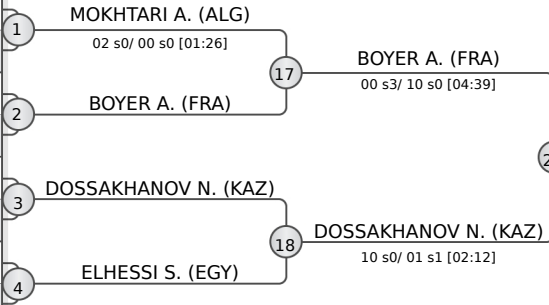 MOKHTARI A. (ALG)
1
02 s0/ 00 s0 [01:26]
17
BOYER A. (FRA)
00 s3/ 10 s0 [04:39]
BOYER A. (FRA)
2
DOSSAKHANOV N. (KAZ)
3
18
DOSSAKHANOV N. (KAZ)
10 s0/ 01 s1 [02:12]
ELHESSI S. (EGY)
4